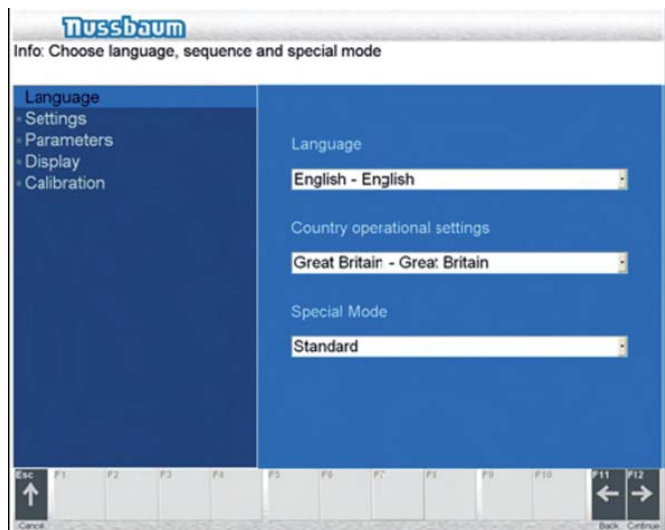 Nussbaum
Info: Choose language, sequence and special mode
Language
Settings
Parameters
Display
Calibration
Language
English - English
Country operational settings
Great Britain - Great Britain
Special Mode
Standard
Esc F1 F2 F3 F4 F5 F6 F7 F8 F9 F10 F11 F12
Cancel Back Continue